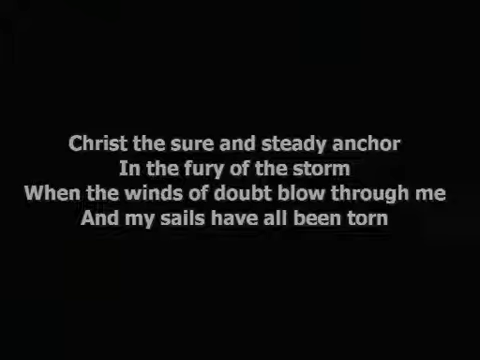 Christ the sure and steady anchor
In the fury of the storm
When the winds of doubt blow through me
And my sails have all been torn